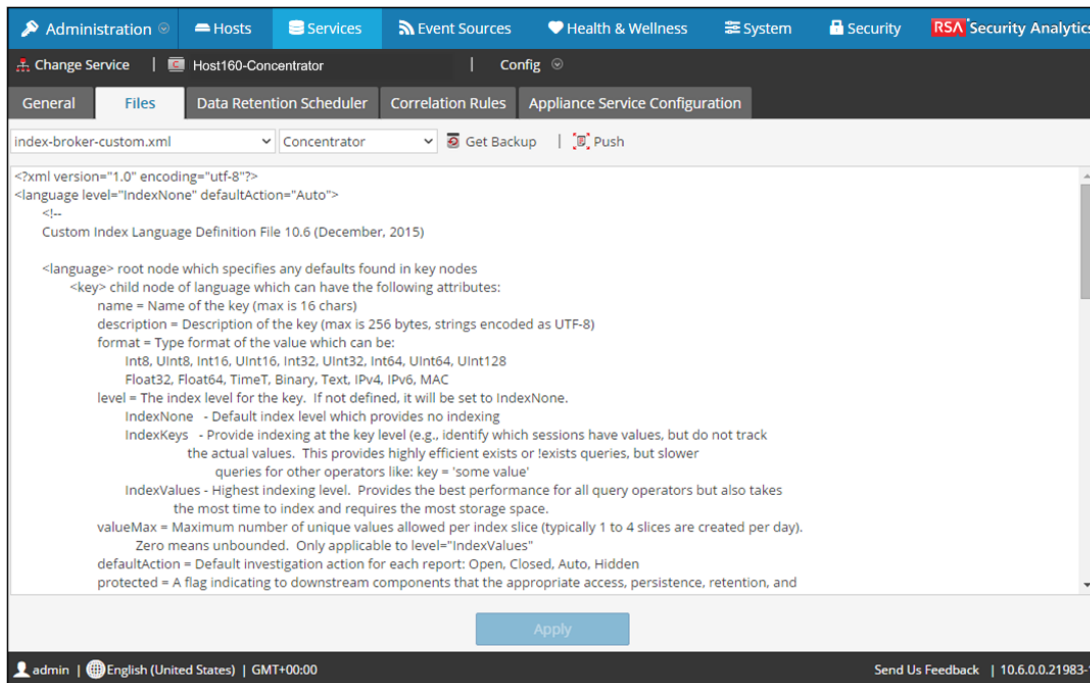 Administration Hosts Services Event Sources Health & Wellness System Security RSA Security Analytics
Change Service | C Host160-Concentrator | Config
General Files Data Retention Scheduler Correlation Rules Appliance Service Configuration
index-broker-custom.xml Concentrator Get Backup | Push
<?xml version="1.0" encoding="utf-8"?>
<language level="IndexNone" defaultAction="Auto">
<!--
Custom Index Language Definition File 10.6 (December, 2015)
<language> root node which specifies any defaults found in key nodes
<key> child node of language which can have the following attributes:
name = Name of the key (max is 16 chars)
description = Description of the key (max is 256 bytes, strings encoded as UTF-8)
format = Type format of the value which can be:
Int8, UInt8, Int16, UInt16, Int32, UInt32, Int64, UInt64, UInt128
Float32, Float64, TimeT, Binary, Text, IPv4, IPv6, MAC
level = The index level for the key. If not defined, it will be set to IndexNone.
IndexNone - Default index level which provides no indexing
IndexKeys - Provide indexing at the key level (e.g., identify which sessions have values, but do not track
the actual values. This provides highly efficient exists or !exists queries, but slower
queries for other operators like: key = 'some value'
IndexValues - Highest indexing level. Provides the best performance for all query operators but also takes
the most time to index and requires the most storage space.
valueMax = Maximum number of unique values allowed per index slice (typically 1 to 4 slices are created per day).
Zero means unbounded. Only applicable to level="IndexValues"
defaultAction = Default investigation action for each report: Open, Closed, Auto, Hidden
protected = A flag indicating to downstream components that the appropriate access, persistence, retention, and
Apply
admin | English (United States) | GMT+00:00 Send Us Feedback | 10.6.0.0.21983-